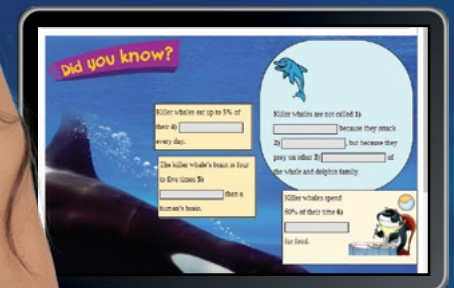 Did you know?
Killer whales eat up to 5% of
their 4)
every day.
The killer whale's brain is four
to five times 5)
than a
human's brain.
Killer whales are not called 1)
because they attack
2) , but because they
prey on other 3) of
the whale and dolphin family.
Killer whales spend
60% of their time 6)
for food.